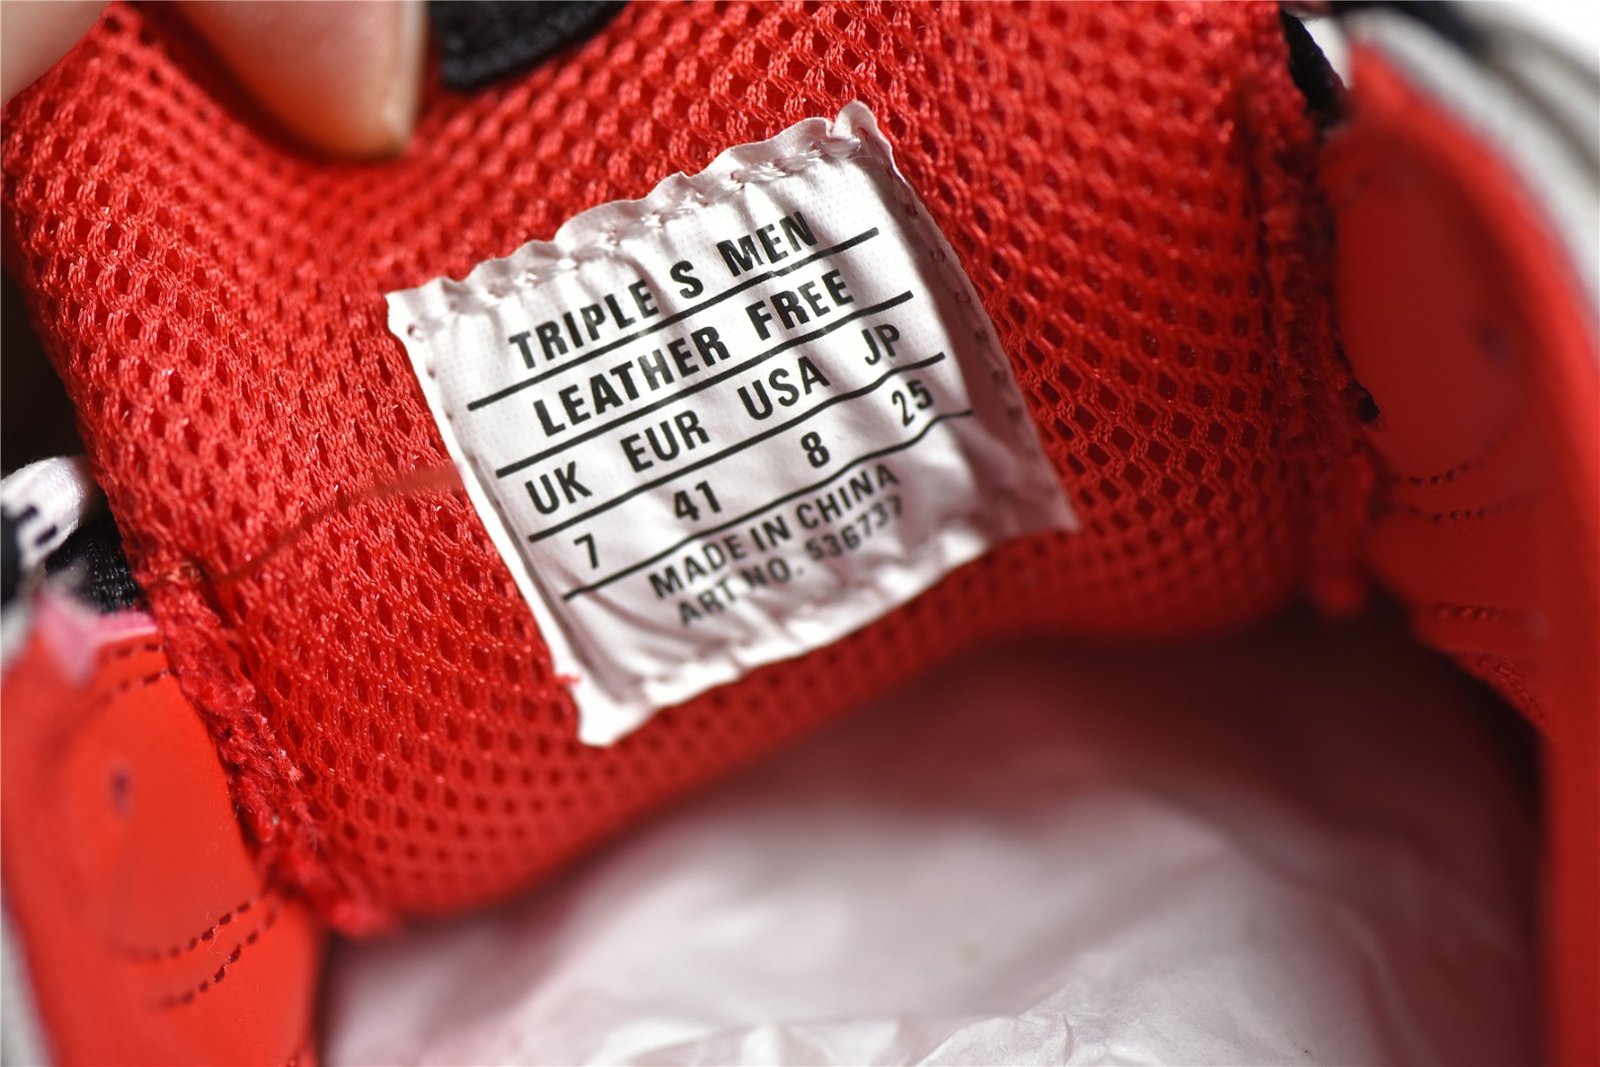 TRIPLE S MEN
LEATHER FREE
UK EUR USA JP
7 41 8 25
MADE IN CHINA
ART NO. 536737